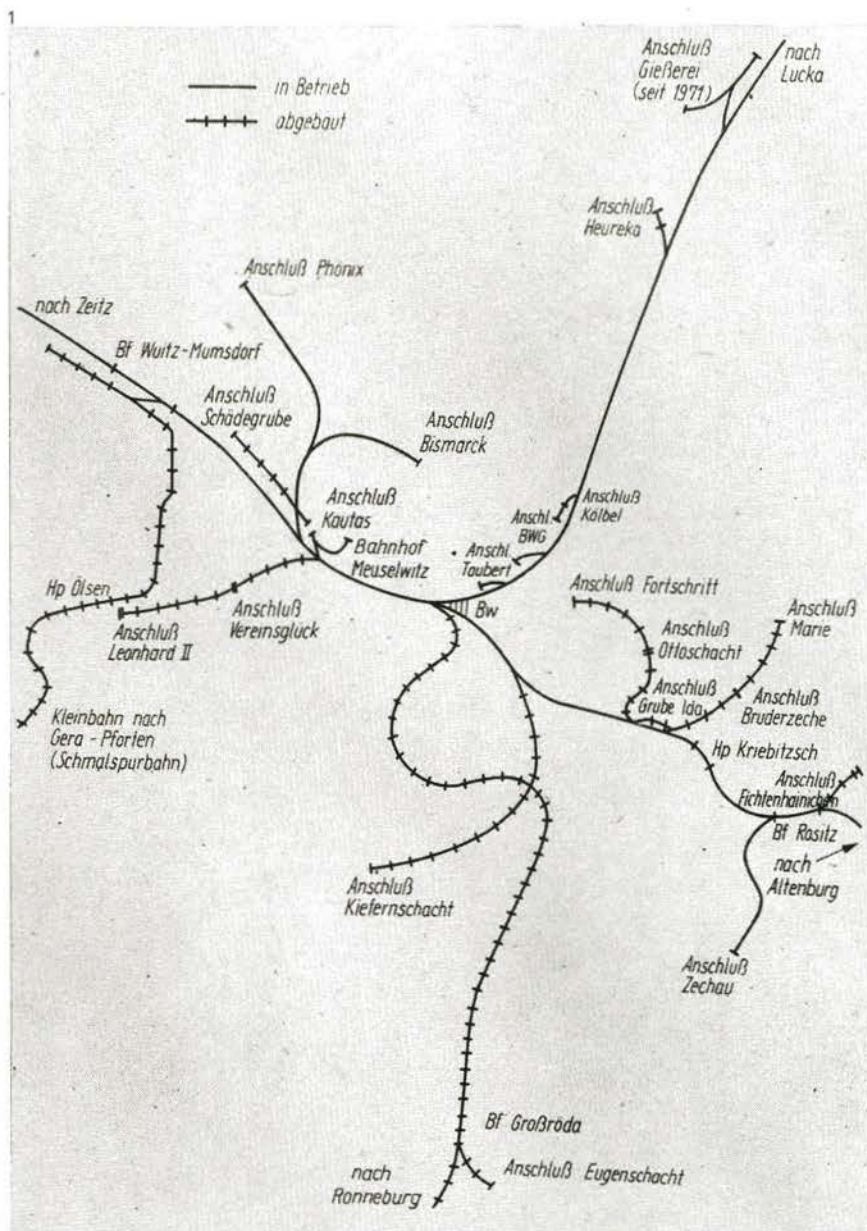 1
in Betrieb
abgebaut
Anschluß
Gießerei
(seit 1971)
nach
Lucka
Anschluß
Heureka
Anschluß Phönix
nach Zeitz
Bf Wuitz-Mumsdorf
Anschluß
Schädegrube
Anschluß
Bismarck
Anschluß
Kautas
Bahnhof
Meuselwitz
Anschluß
Kölbel
Anschl.
BWG
Anschl.
Taubert
Bw
Hp Ölsen
Anschluß
Leonhard II
Anschluß
Vereinsglück
Kleinbahn nach
Gera - Pforten
(Schmalspurbahn)
Anschluß Fortschritt
Anschluß
Ottoschacht
Anschluß
Marie
Anschluß
Grube Ida
Anschluß
Bruderzeche
Hp Kriebitzsch
Anschluß
Fichtenhainichen
Bf Rositz
nach
Altenburg
Anschluß
Kiefernschacht
Anschluß
Zechau
Bf Großröda
Anschluß Eugenschacht
nach
Ronneburg